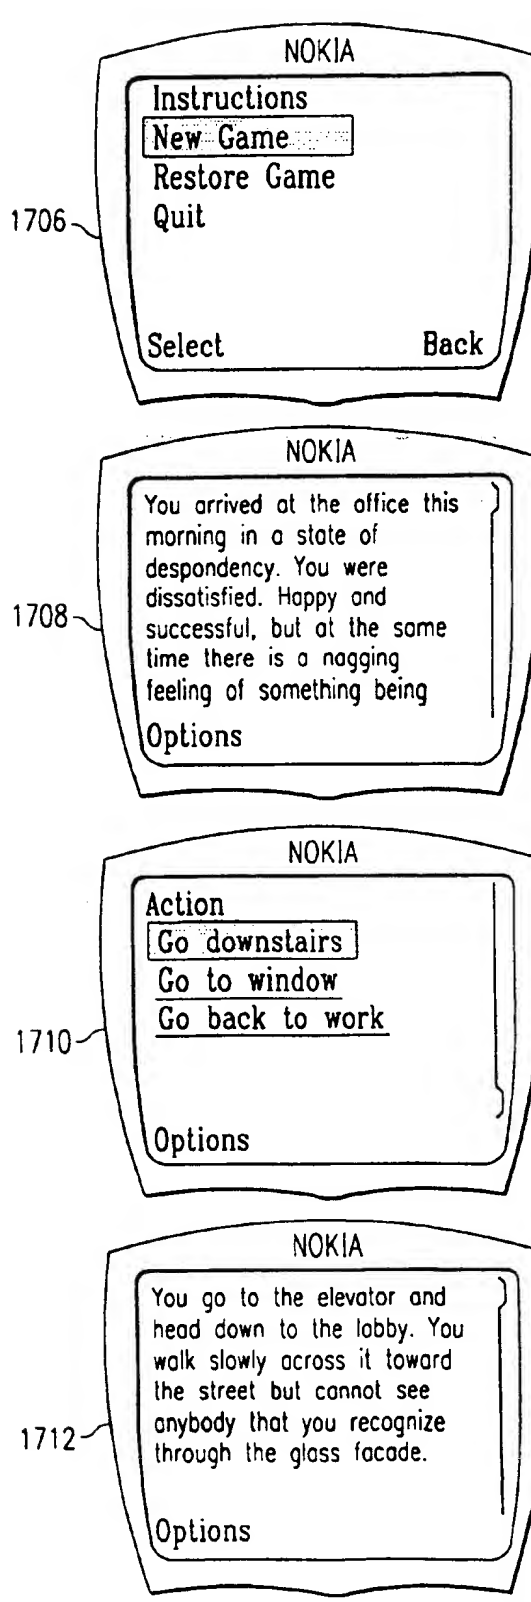 NOKIA
Instructions
New Game
Restore Game
Quit
1706
Select Back
NOKIA
You arrived at the office this
morning in a state of
despondency. You were
dissatisfied. Happy and
successful, but at the same
time there is a nagging
feeling of something being
1708
Options
NOKIA
Action
Go downstairs
Go to window
Go back to work
1710
Options
NOKIA
You go to the elevator and
head down to the lobby. You
walk slowly across it toward
the street but cannot see
anybody that you recognize
through the glass facade.
1712
Options